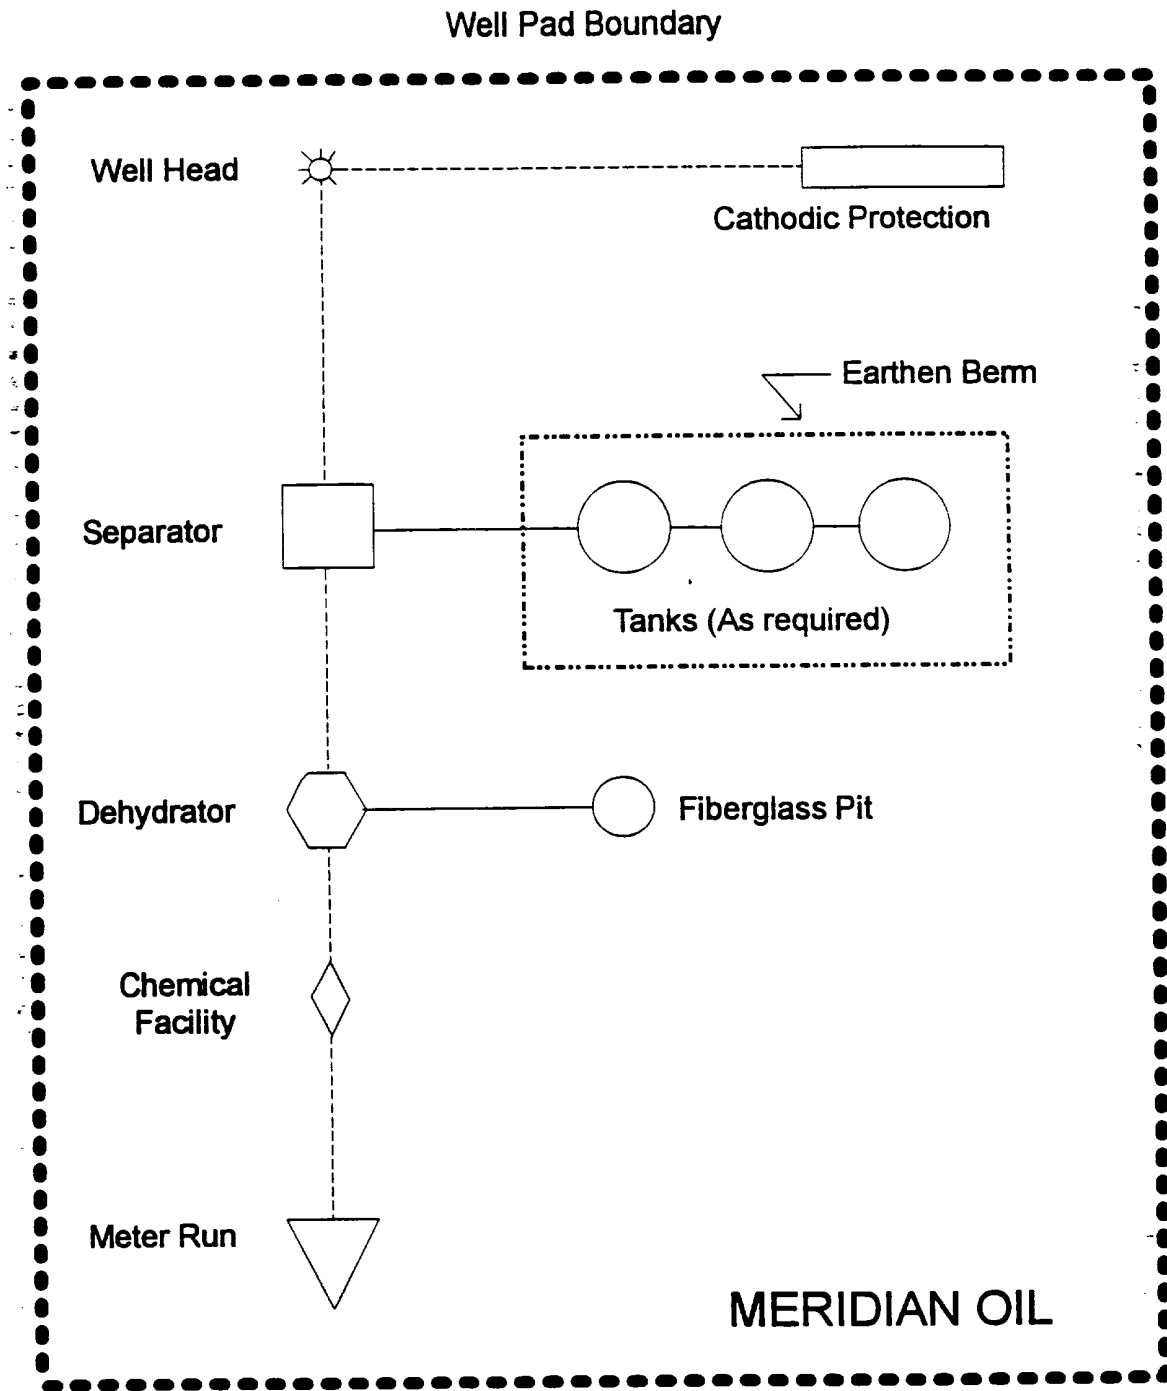 Well Pad Boundary
Well Head
Cathodic Protection
Earthen Berm
Separator
Tanks (As required)
Dehydrator
Fiberglass Pit
Chemical
Facility
Meter Run
MERIDIAN OIL